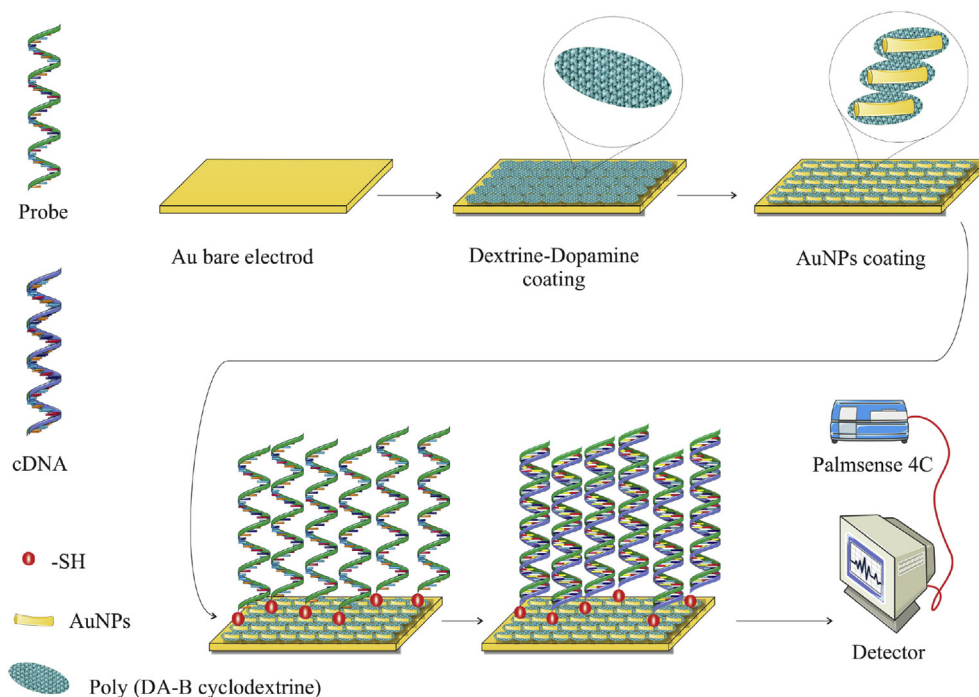 Probe
Au bare electrod
Dextrine-Dopamine
coating
AuNPs coating
cDNA
Palmsense 4C
-SH
AuNPs
Detector
Poly (DA-B cyclodextrine)